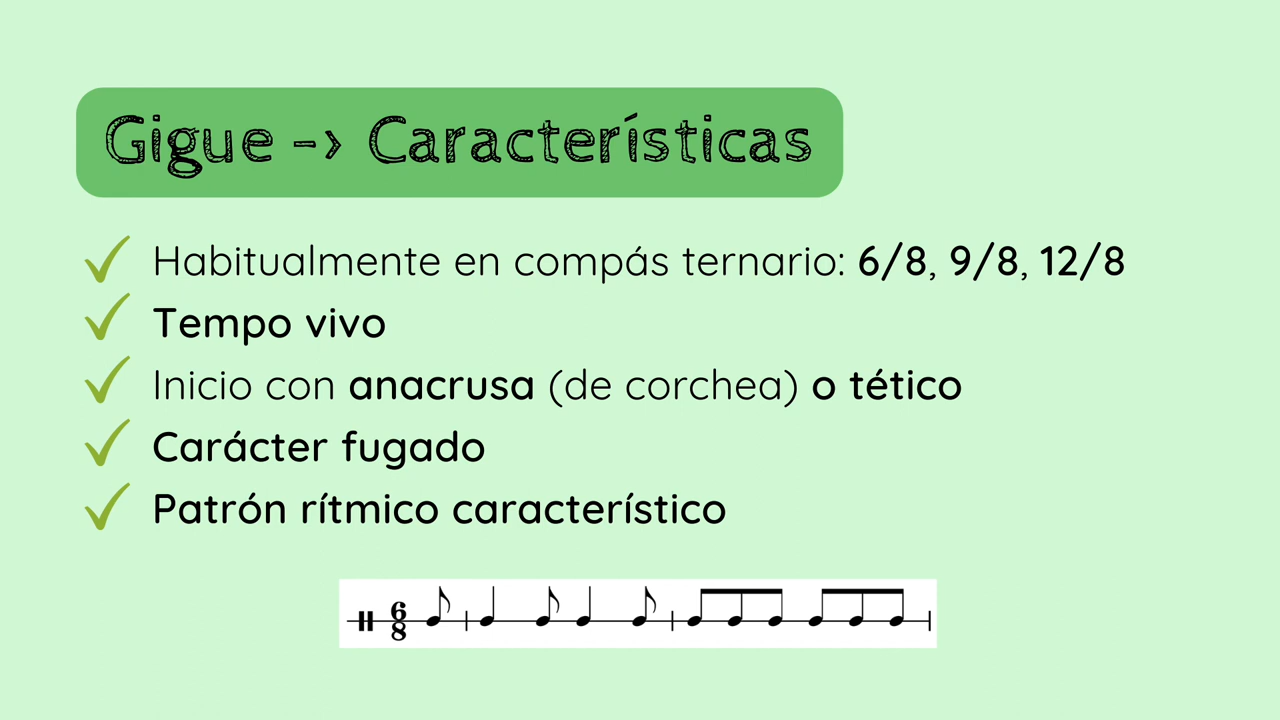 Gigue -> Características
Habitualmente en compás ternario: 6/8, 9/8, 12/8
Tempo vivo
Inicio con anacrusa (de corchea) o tético
Carácter fugado
Patrón rítmico característico
6
8